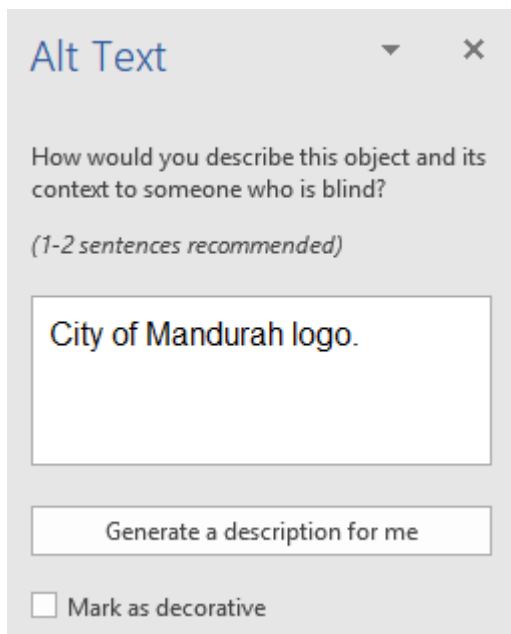 Alt Text
How would you describe this object and its
context to someone who is blind?
(1-2 sentences recommended)
City of Mandurah logo.
Generate a description for me
Mark as decorative